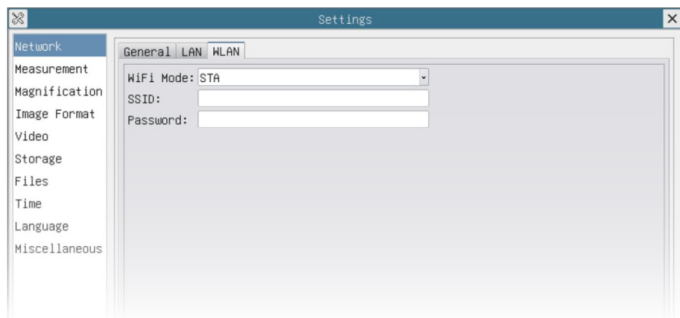 Settings
Network
Measurement
Magnification
Image Format
Video
Storage
Files
Time
Language
Miscellaneous
General LAN WLAN
WiFi Mode: STA
SSID:
Password: